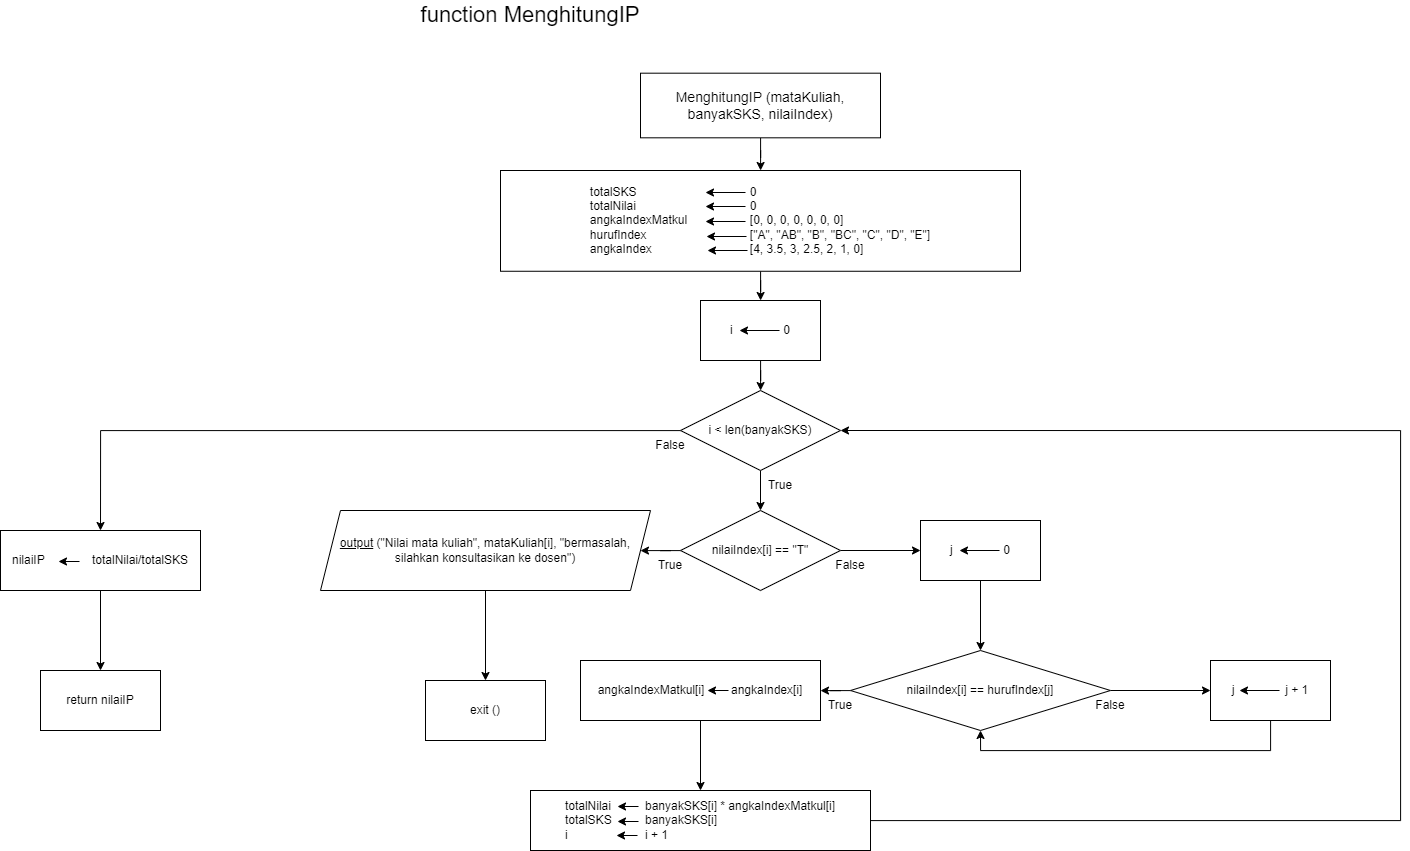 function MenghitungIP
MenghitungIP (mataKuliah,
banyakSKS, nilaiIndex)
totalSKS 0
totalNilai 0
angkaIndexMatkul [0, 0, 0, 0, 0, 0, 0]
hurufIndex ["A", "AB", "B", "BC", "C", "D", "E"]
angkaIndex [4, 3.5, 3, 2.5, 2, 1, 0]
i 0
i < len(banyakSKS)
False
True
nilaiIndex[i] == "T"
True
False
output ("Nilai mata kuliah", mataKuliah[i], "bermasalah,
silahkan konsultasikan ke dosen")
exit ()
nilaiIP totalNilai/totalSKS
return nilaiIP
j 0
nilaiIndex[i] == hurufIndex[j]
True
False
j j + 1
angkaIndexMatkul[i] angkaIndex[i]
totalNilai banyakSKS[i] * angkaIndexMatkul[i]
totalSKS banyakSKS[i]
i i + 1